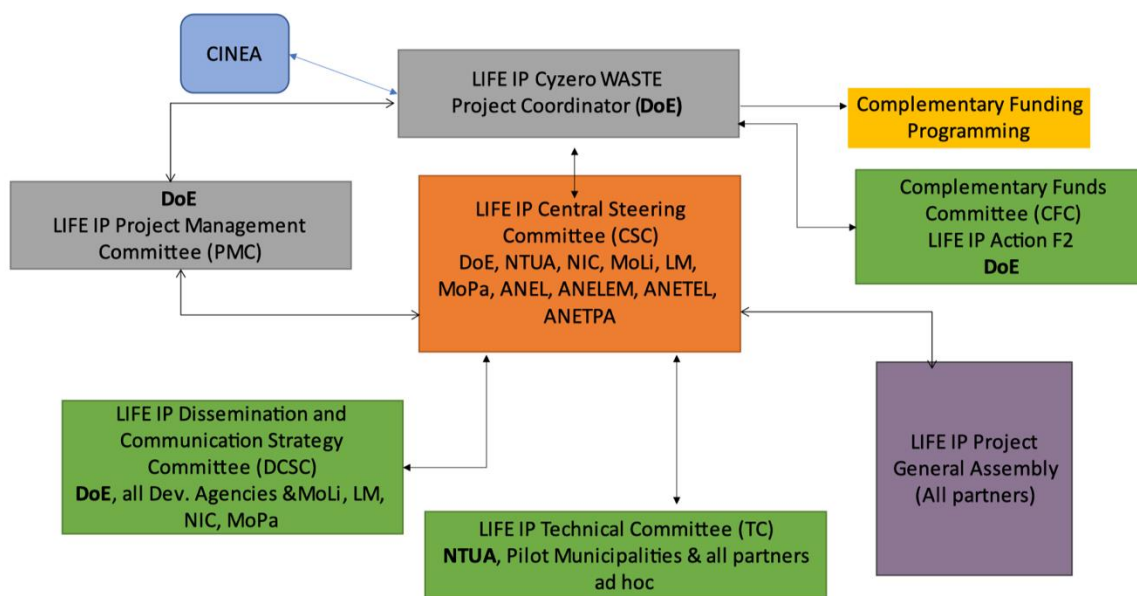 CINEA
LIFE IP Cyzero WASTE
Project Coordinator (DoE)
Complementary Funding
Programming
DoE
LIFE IP Project Management
Committee (PMC)
LIFE IP Central Steering
Committee (CSC)
DoE, NTUA, NIC, MoLi, LM,
MoPa, ANEL, ANELEM, ANETEL,
ANETPA
Complementary Funds
Committee (CFC)
LIFE IP Action F2
DoE
LIFE IP Dissemination and
Communication Strategy
Committee (DCSC)
DoE, all Dev. Agencies &MoLi, LM,
NIC, MoPa
LIFE IP Technical Committee (TC)
NTUA, Pilot Municipalities & all partners
ad hoc
LIFE IP Project
General Assembly
(All partners)